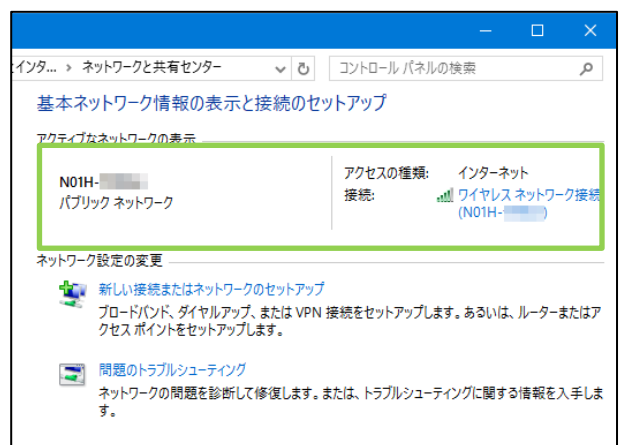 インタ... › ネットワークと共有センター
コントロール パネルの検索
基本ネットワーク情報の表示と接続のセットアップ
アクティブなネットワークの表示
N01H-
パブリック ネットワーク
アクセスの種類: インターネット
接続: ワイヤレス ネットワーク接続
(N01H- )
ネットワーク設定の変更
新しい接続またはネットワークのセットアップ
ブロードバンド、ダイヤルアップ、または VPN 接続をセットアップします。あるいは、ルーターまたはア
クセス ポイントをセットアップします。
問題のトラブルシューティング
ネットワークの問題を診断して修復します。または、トラブルシューティングに関する情報を入手しま
す。